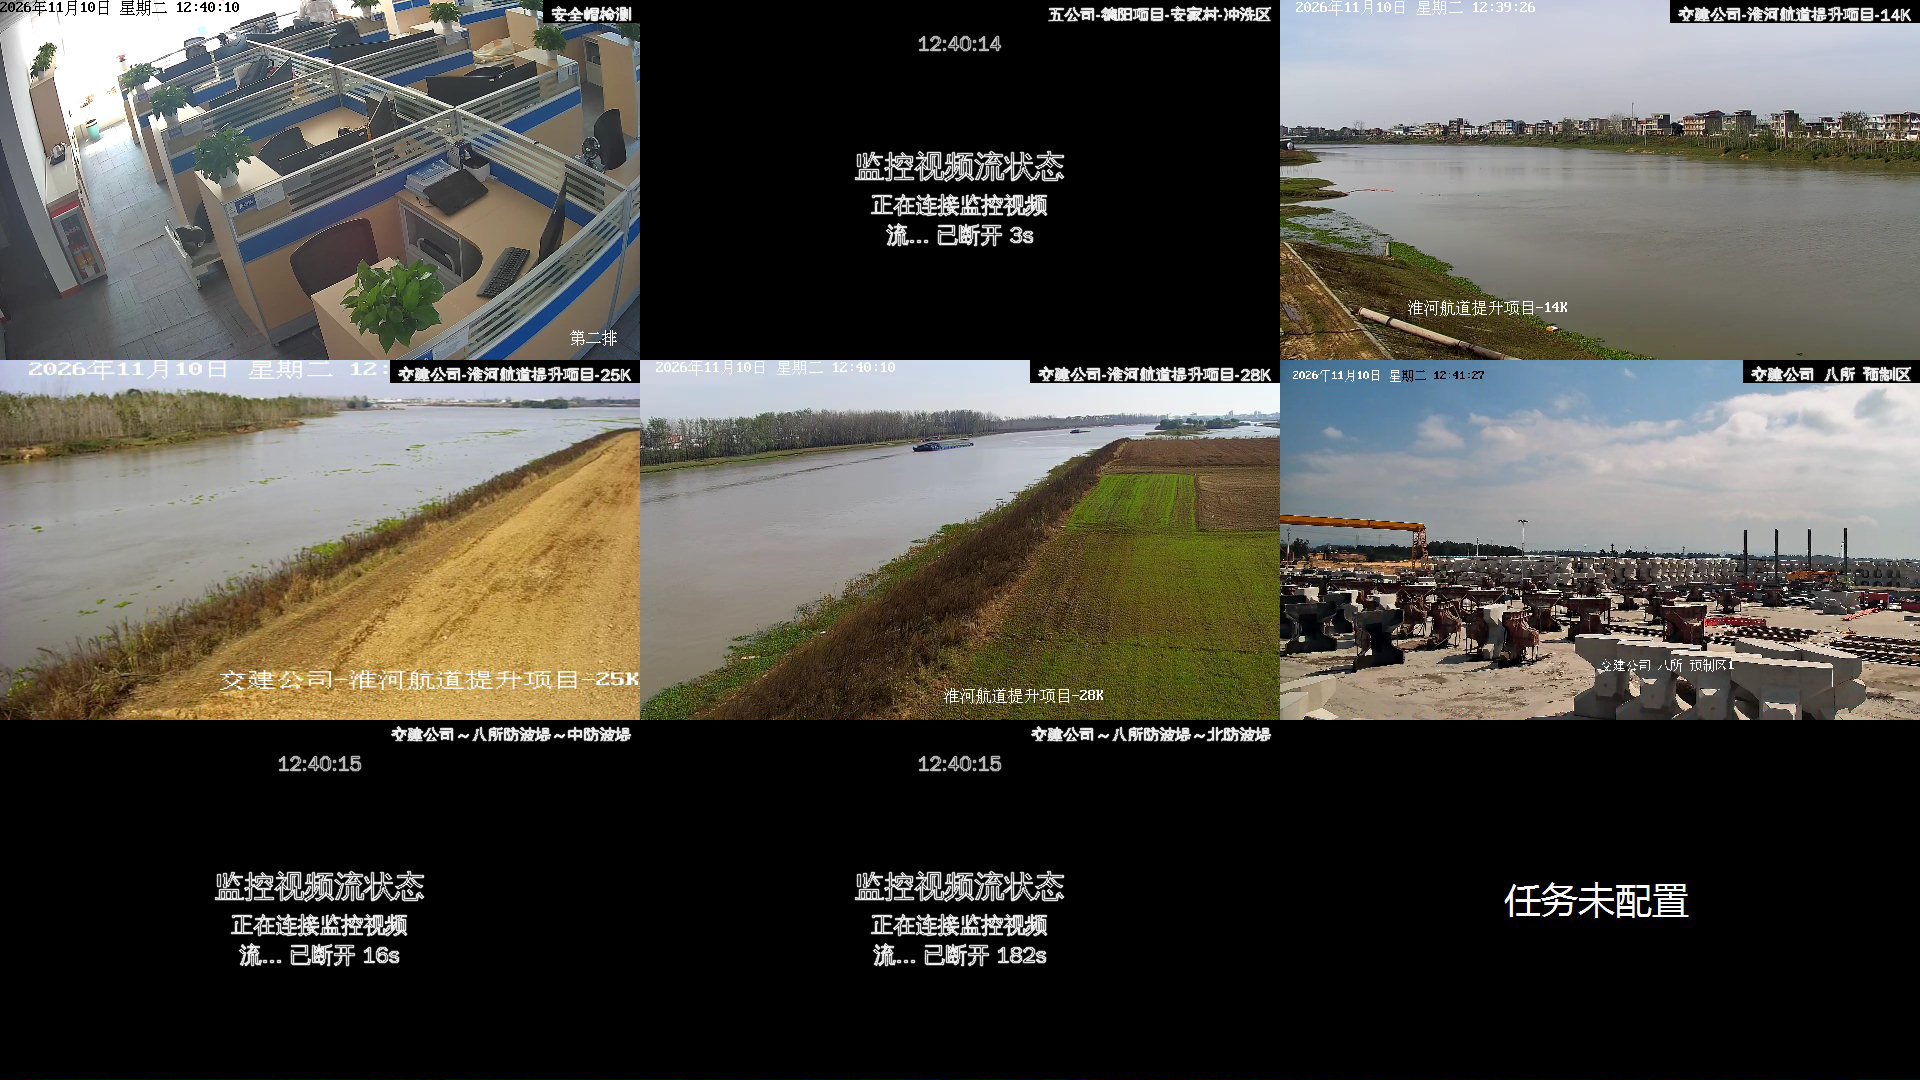 2026年11月10日 星期二 12:40:10
安全帽检测
第二排
五公司-德阳项目-安家村-冲洗区
12:40:14
监控视频流状态
正在连接监控视频
流... 已断开 3s
2026年11月10日 星期二 12:39:26
交建公司-淮河航道提升项目-14K
淮河航道提升项目-14K
2026年11月10日 星期二 12:
交建公司-淮河航道提升项目-25K
交建公司-淮河航道提升项目-25K
2026年11月10日 星期二 12:40:10
交建公司-淮河航道提升项目-28K
淮河航道提升项目-28K
2026年11月10日 星期二 12:41:27
交建公司 八所 预制区
交建公司 八所 预制区1
交建公司~八所防波堤~中防波堤
12:40:15
监控视频流状态
正在连接监控视频
流... 已断开 16s
交建公司~八所防波堤~北防波堤
12:40:15
监控视频流状态
正在连接监控视频
流... 已断开 182s
任务未配置